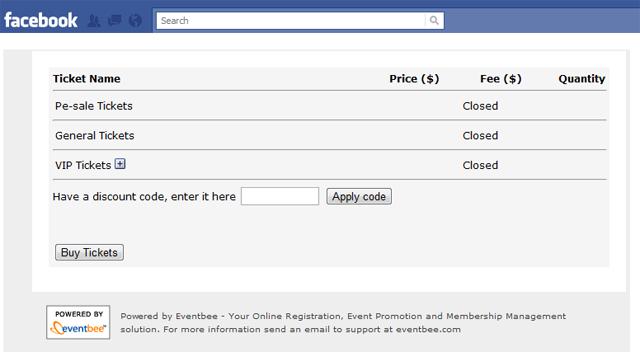 facebook Search
Ticket Name Price ($) Fee ($) Quantity
Pe-sale Tickets Closed
General Tickets Closed
VIP Tickets Closed
Have a discount code, enter it here Apply code
Buy Tickets
POWERED BY
eventbee™
Powered by Eventbee - Your Online Registration, Event Promotion and Membership Management
solution. For more information send an email to support at eventbee.com